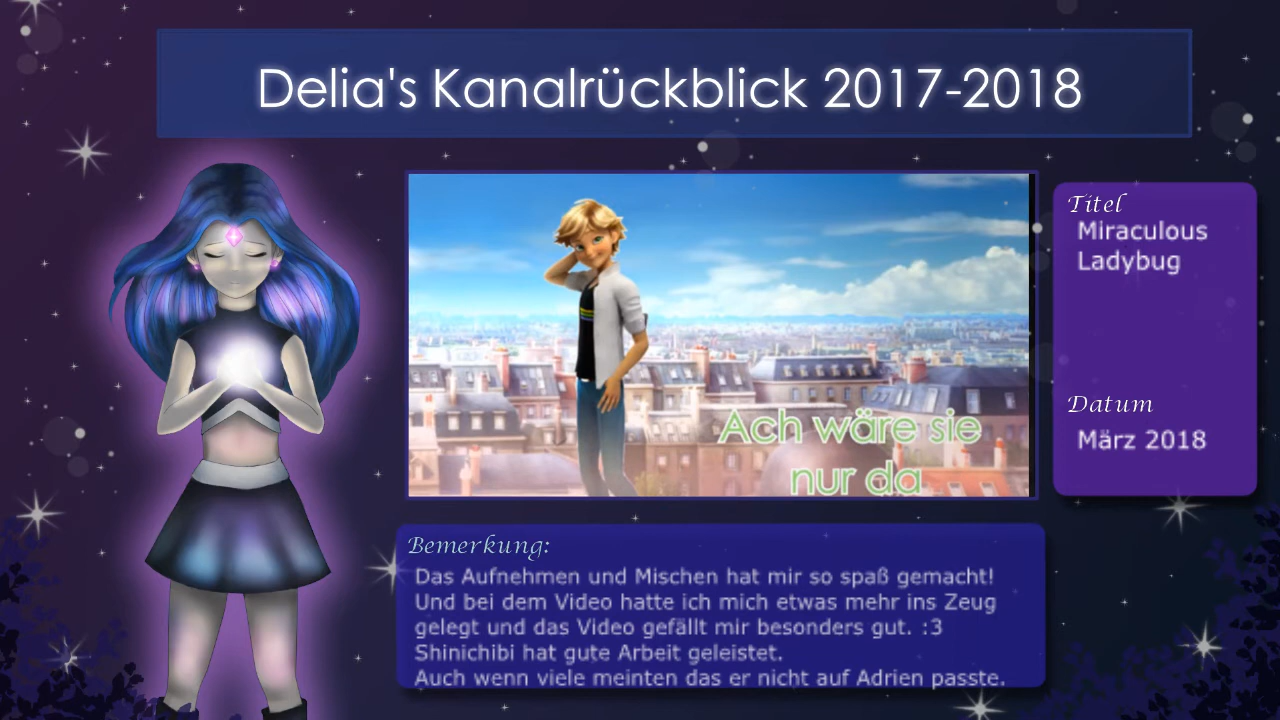 Delia's Kanalrückblick 2017-2018
Ach wäre sie
nur da
Titel
Miraculous
Ladybug
Datum
März 2018
Bemerkung:
Das Aufnehmen und Mischen hat mir so spaß gemacht!
Und bei dem Video hatte ich mich etwas mehr ins Zeug
gelegt und das Video gefällt mir besonders gut. :3
Shinichibi hat gute Arbeit geleistet.
Auch wenn viele meinten das er nicht auf Adrien passte.